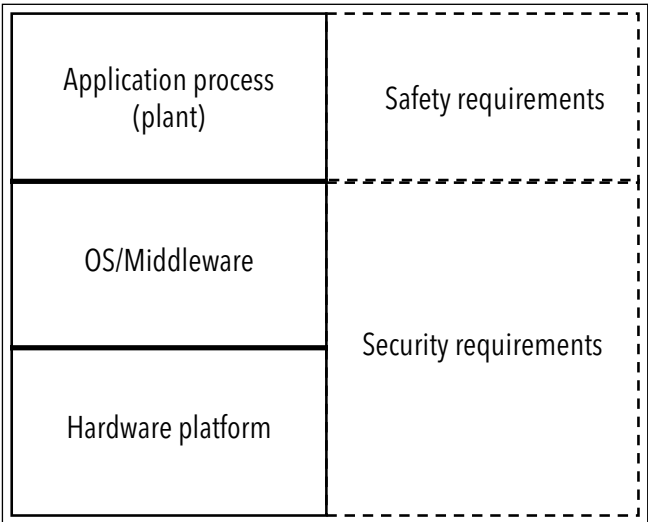 Application process
(plant)
Safety requirements
OS/Middleware
Security requirements
Hardware platform